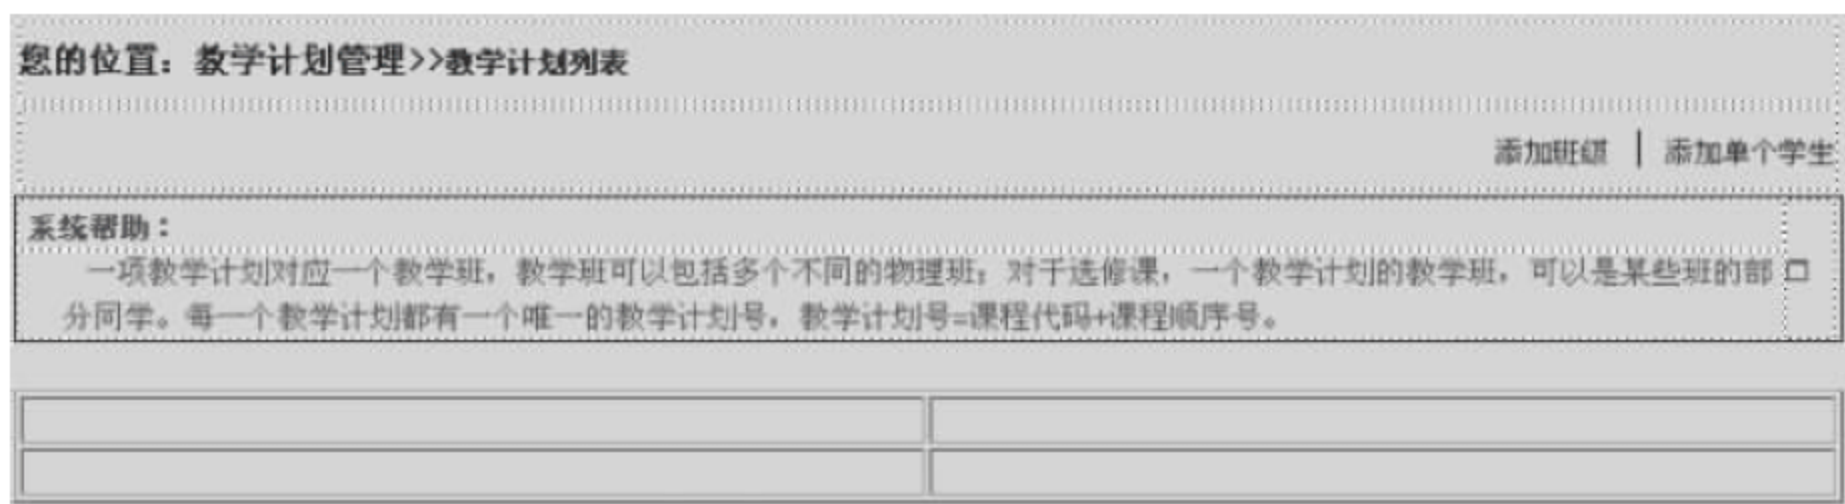 您的位置：教学计划管理>>教学计划列表
添加班级 | 添加单个学生
系统帮助：
一项教学计划对应一个教学班，教学班可以包括多个不同的物理班；对于选修课，一个教学计划的教学班，可以是某些班的部
分同学。每一个教学计划都有一个唯一的教学计划号，教学计划号=课程代码+课程顺序号。